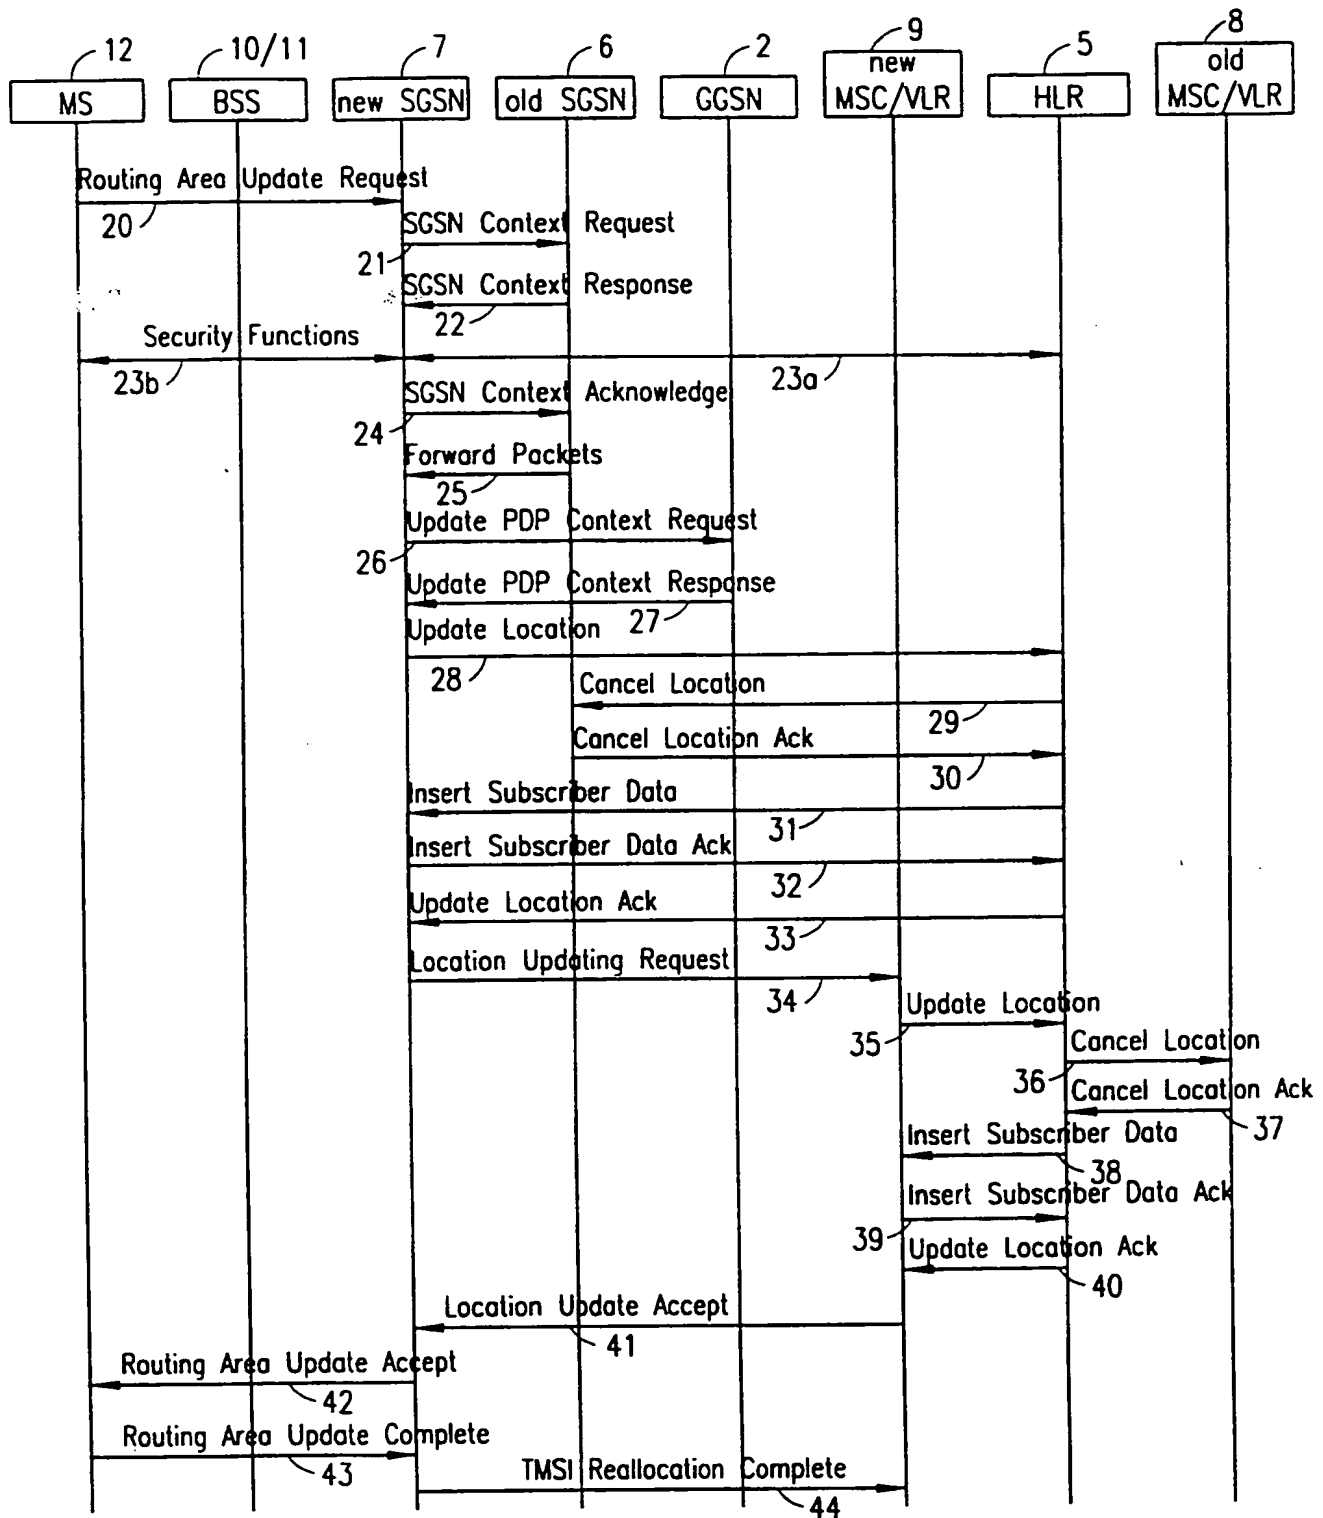 12
10/11
7
6
2
9
5
8
MS
BSS
new SGSN
old SGSN
GGSN
new
MSC/VLR
HLR
old
MSC/VLR
Routing Area Update Request
20
SGSN Context Request
21
SGSN Context Response
22
Security Functions
23b
23a
SGSN Context Acknowledge
24
Forward Packets
25
Update PDP Context Request
26
Update PDP Context Response
27
Update Location
28
Cancel Location
29
Cancel Location Ack
30
Insert Subscriber Data
31
Insert Subscriber Data Ack
32
Update Location Ack
33
Location Updating Request
34
Update Location
35
Cancel Location
36
Cancel Location Ack
37
Insert Subscriber Data
38
Insert Subscriber Data Ack
39
Update Location Ack
40
Location Update Accept
41
Routing Area Update Accept
42
Routing Area Update Complete
43
TMSI Reallocation Complete
44